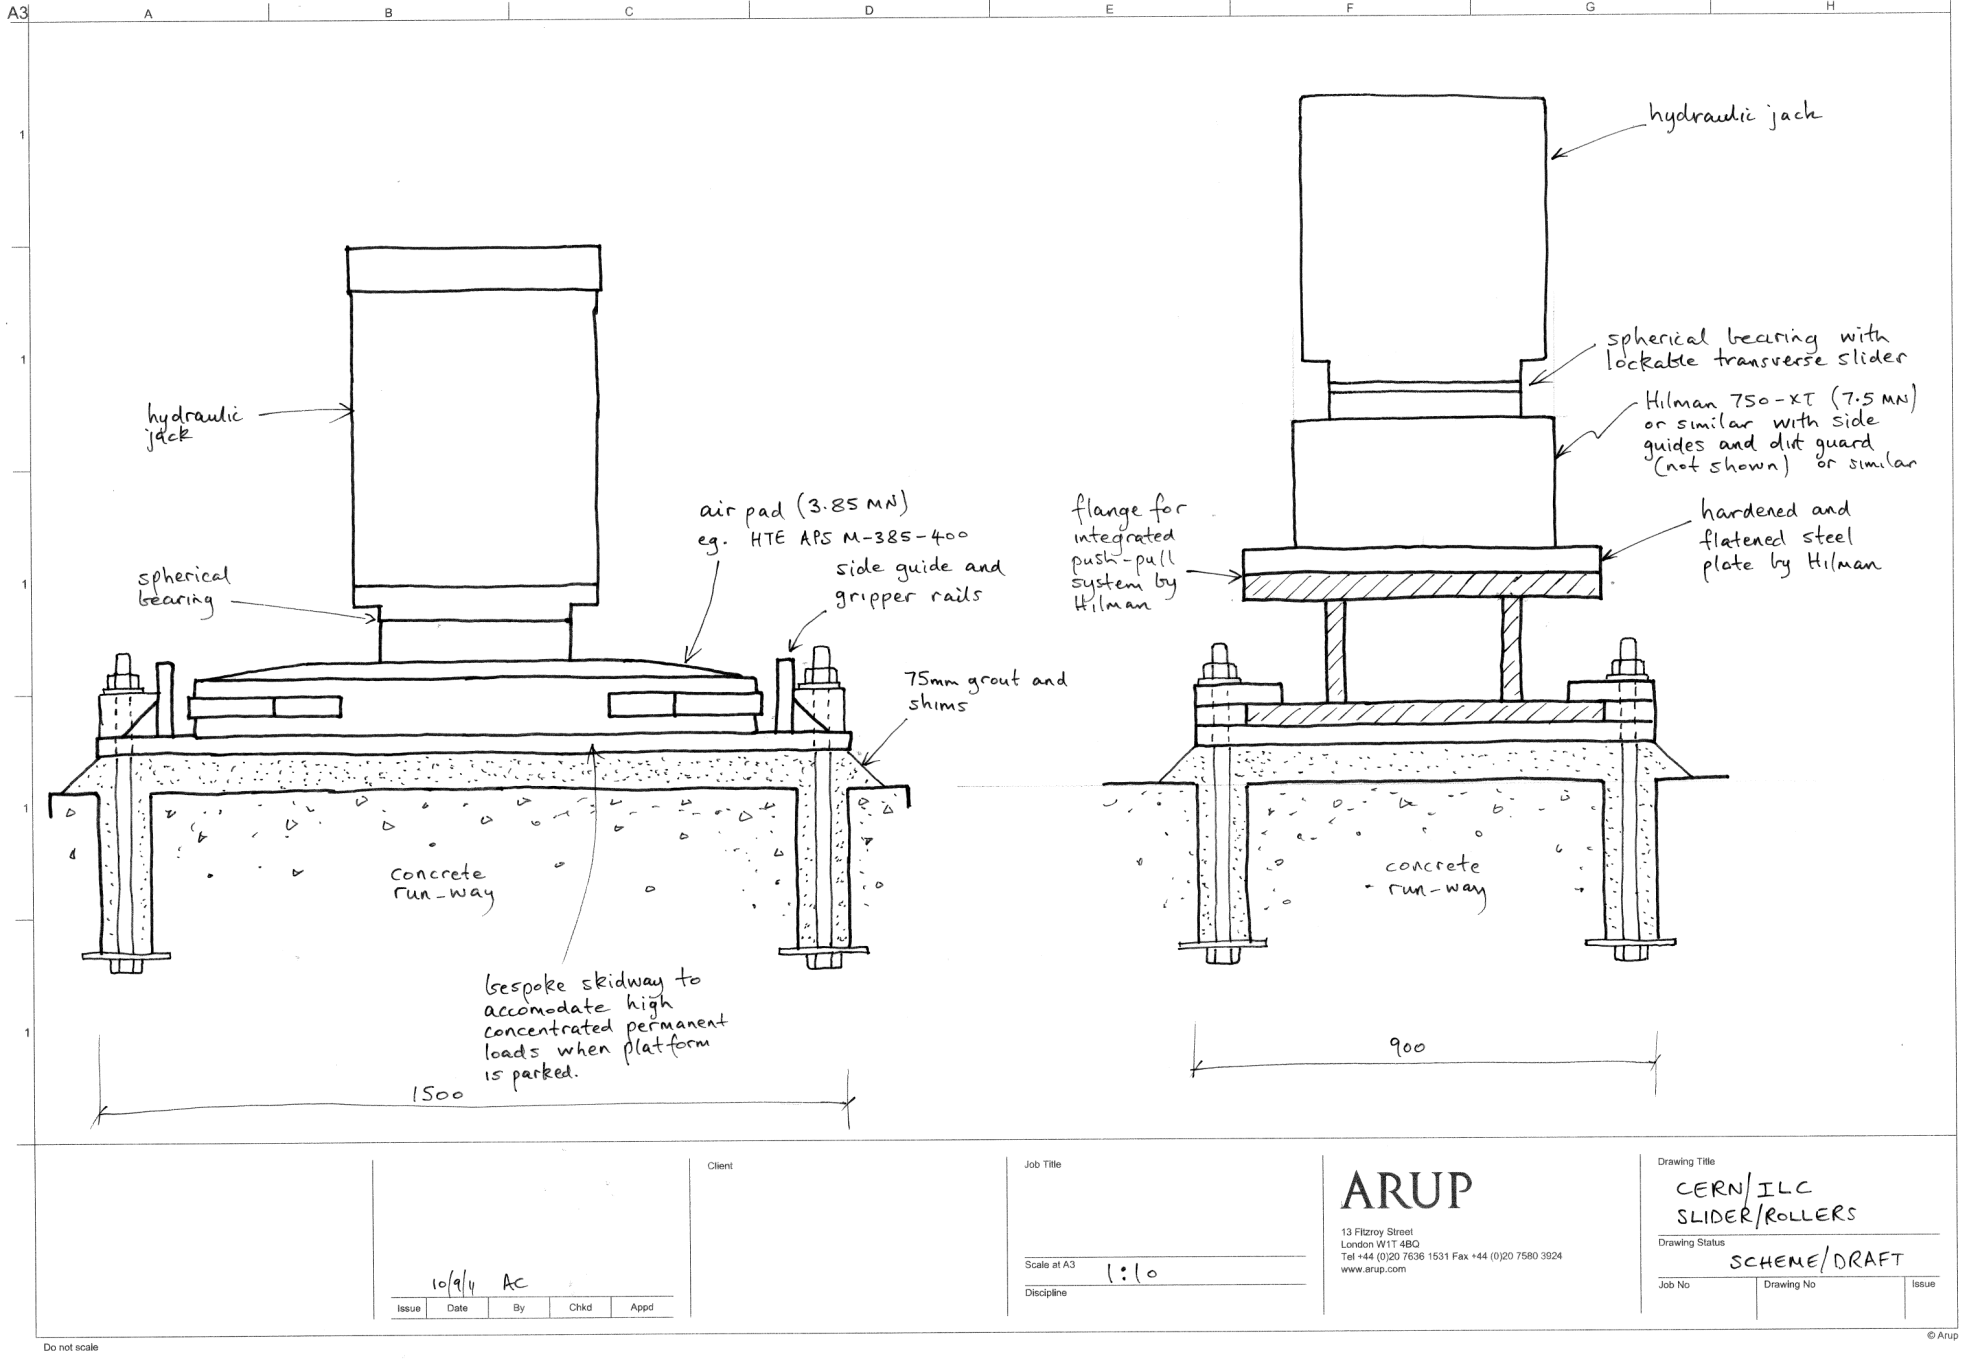 A3
A
B
C
D
E
F
G
H
1
1
1
1
1
hydraulic
jack
spherical
bearing
air pad (3.85 MN)
eg. HTE APS M-385-400
side guide and
gripper rails
75mm grout and
shims
concrete
run-way
bespoke skidway to
accomodate high
concentrated permanent
loads when platform
is parked.
1500
hydraulic jack
spherical bearing with
lockable transverse slider
Hilman 750-XT (7.5 MN)
or similar with side
guides and dirt guard
(not shown) or similar
flange for
integrated
push-pull
system by
Hilman
hardened and
flatened steel
plate by Hilman
concrete
run-way
900
10/9/11 AC
Issue Date By Chkd Appd
Client
Job Title
Scale at A3 1:10
Discipline
ARUP
13 Fitzroy Street
London W1T 4BQ
Tel +44 (0)20 7636 1531 Fax +44 (0)20 7580 3924
www.arup.com
Drawing Title
CERN/ILC
SLIDER/ROLLERS
Drawing Status
SCHEME/DRAFT
Job No Drawing No Issue
Do not scale
© Arup